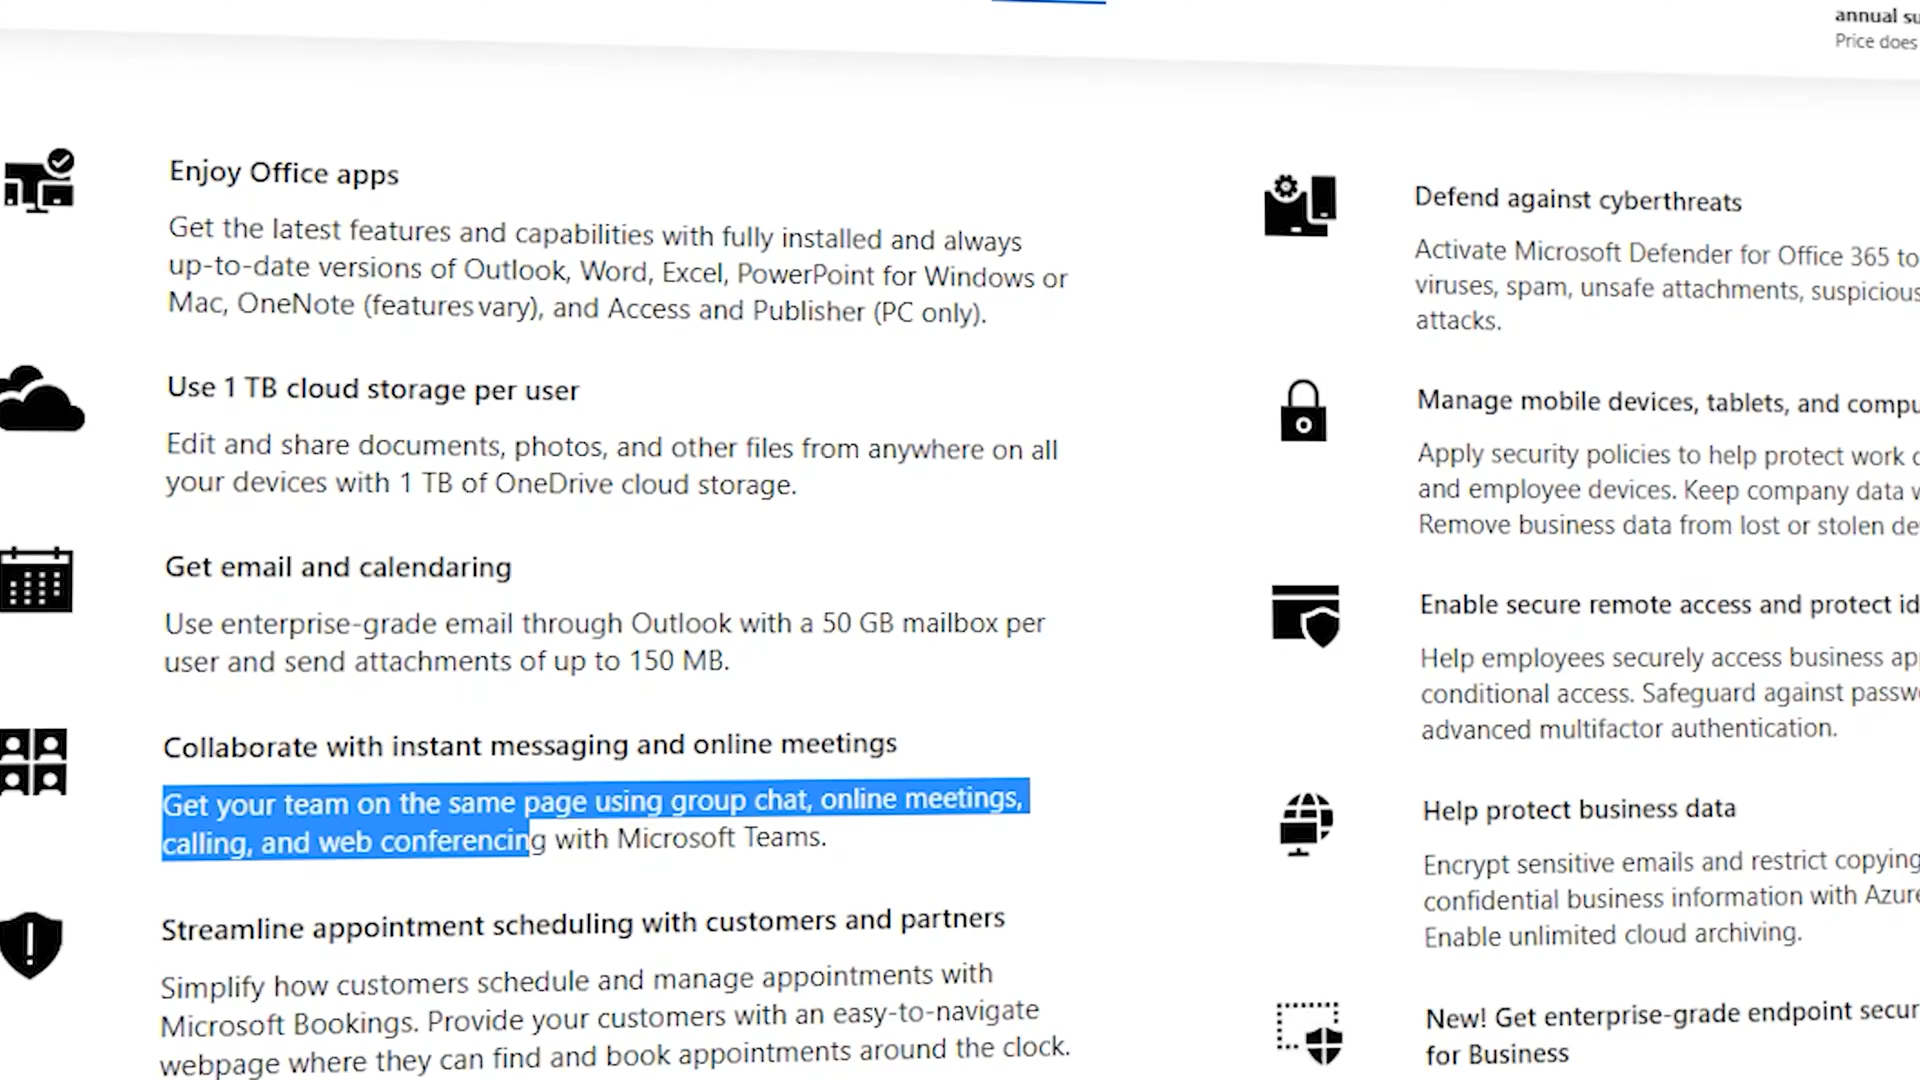 annual
Price does
Enjoy Office apps
Get the latest features and capabilities with fully installed and always
up-to-date versions of Outlook, Word, Excel, PowerPoint for Windows or
Mac, OneNote (features vary), and Access and Publisher (PC only).
Use 1 TB cloud storage per user
Edit and share documents, photos, and other files from anywhere on all
your devices with 1 TB of OneDrive cloud storage.
Get email and calendaring
Use enterprise-grade email through Outlook with a 50 GB mailbox per
user and send attachments of up to 150 MB.
Collaborate with instant messaging and online meetings
Get your team on the same page using group chat, online meetings,
calling, and web conferencing with Microsoft Teams.
Streamline appointment scheduling with customers and partners
Simplify how customers schedule and manage appointments with
Microsoft Bookings. Provide your customers with an easy-to-navigate
webpage where they can find and book appointments around the clock.
Defend against cyberthreats
Activate Microsoft Defender for Office 365 to
viruses, spam, unsafe attachments, suspicious
attacks.
Manage mobile devices, tablets, and
Apply security policies to help protect work
and employee devices. Keep company data
Remove business data from lost or stolen
Enable secure remote access and protect
Help employees securely access business
conditional access. Safeguard against
advanced multifactor authentication.
Help protect business data
Encrypt sensitive emails and restrict copying
confidential business information with Azure
Enable unlimited cloud archiving.
New! Get enterprise-grade endpoint
for Business